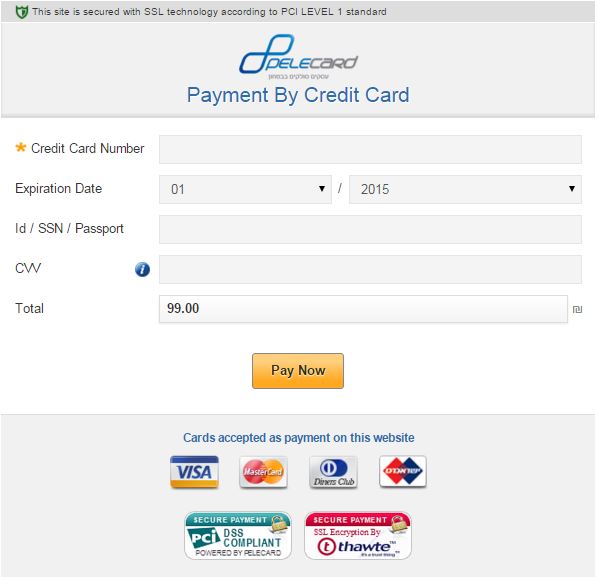 This site is secured with SSL technology according to PCI LEVEL 1 standard
PELECARD
עסקים סולקים בבטחון
Payment By Credit Card
* Credit Card Number
Expiration Date 01 / 2015
Id / SSN / Passport
CVV i
Total 99.00 ₪
Pay Now
Cards accepted as payment on this website
VISA MasterCard Diners Club ישראכרט
SECURE PAYMENT
PCI DSS
COMPLIANT
POWERED BY PELECARD
SECURE PAYMENT
SSL Encryption By
thawte
it's a trust thing